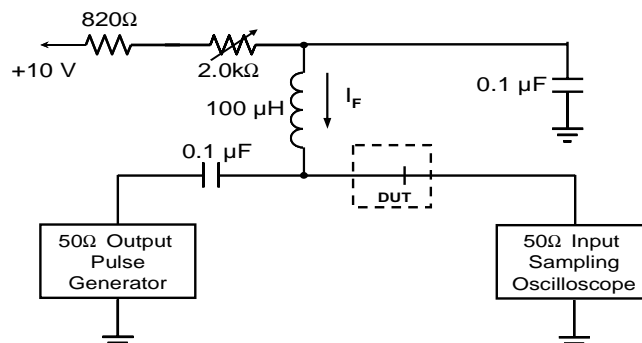 820Ω
+10 V
2.0kΩ
100 µH
I_F
0.1 µF
0.1 µF
DUT
50Ω Output
Pulse
Generator
50Ω Input
Sampling
Oscilloscope